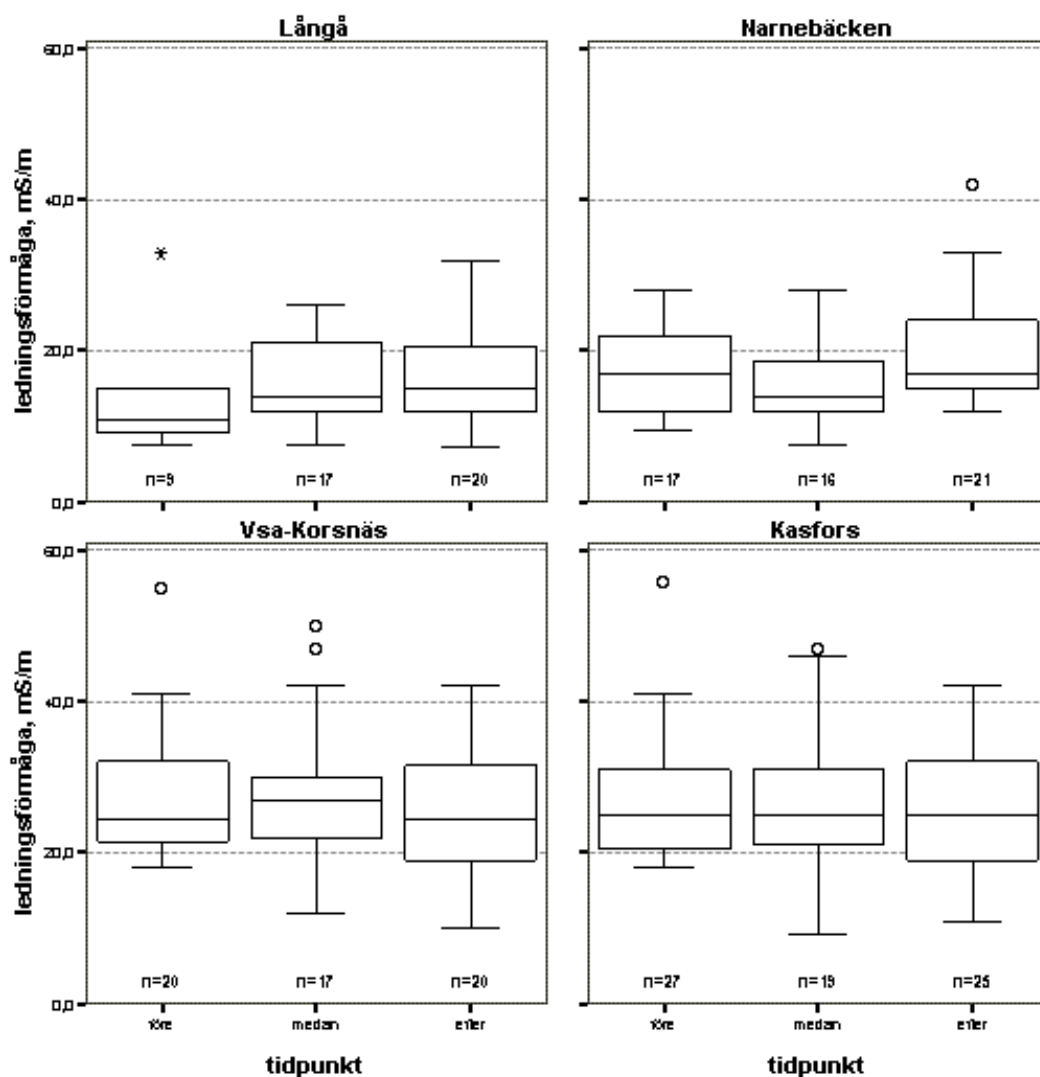 Långå
Narnebäcken
60,0
40,0
20,0
0,0
ledningsförmåga, mS/m
n=9
n=17
n=20
n=17
n=16
n=21
Vsa-Korsnäs
Kasfors
60,0
40,0
20,0
0,0
ledningsförmåga, mS/m
n=20
n=17
n=20
n=27
n=19
n=25
före
medan
efter
före
medan
efter
tidpunkt
tidpunkt